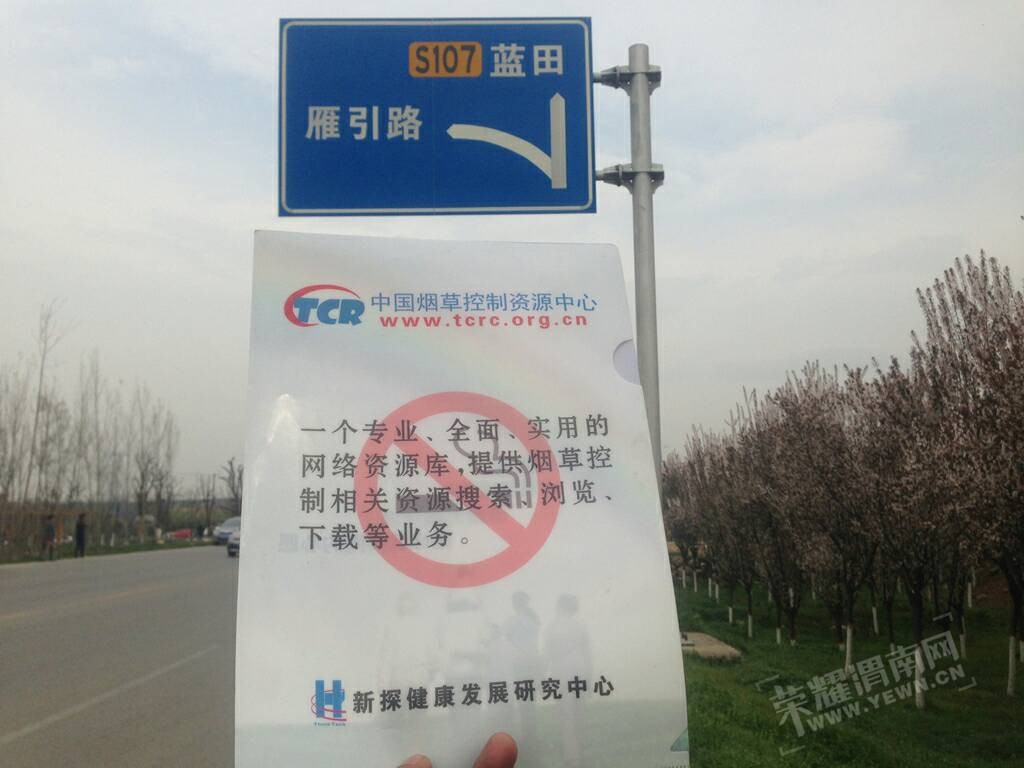 S107 蓝田
雁引路
TCR 中国烟草控制资源中心
www.tcrc.org.cn
一个专业、全面、实用的
网络资源库,提供烟草控
制相关资源搜索、浏览、
下载等业务。
新探健康发展研究中心
荣耀渭南网
WWW.YEWN.CN